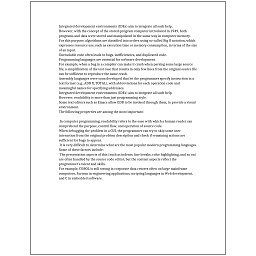 Integrated development environments (IDEs) aim to integrate all such help.
However, with the concept of the stored-program computer introduced in 1949, both
programs and data were stored and manipulated in the same way in computer memory.
For this purpose, algorithms are classified into orders using so-called Big O notation, which
expresses resource use, such as execution time or memory consumption, in terms of the size
of an input.
Unreadable code often leads to bugs, inefficiencies, and duplicated code.
Programming languages are essential for software development.
For example, when a bug in a compiler can make it crash when parsing some large source
file, a simplification of the test case that results in only few lines from the original source file
can be sufficient to reproduce the same crash.
Assembly languages were soon developed that let the programmer specify instruction in a
text format (e.g., ADD X, TOTAL), with abbreviations for each operation code and
meaningful names for specifying addresses.
Integrated development environments (IDEs) aim to integrate all such help.
However, readability is more than just programming style.
Some text editors such as Emacs allow GDB to be invoked through them, to provide a visual
environment.
The following properties are among the most important:

In computer programming, readability refers to the ease with which a human reader can
comprehend the purpose, control flow, and operation of source code.
When debugging the problem in a GUI, the programmer can try to skip some user
interaction from the original problem description and check if remaining actions are
sufficient for bugs to appear.
It is very difficult to determine what are the most popular modern programming languages.
Some of these factors include:
The presentation aspects of this (such as indents, line breaks, color highlighting, and so on)
are often handled by the source code editor, but the content aspects reflect the
programmer's talent and skills.
For example, COBOL is still strong in corporate data centers often on large mainframe
computers, Fortran in engineering applications, scripting languages in Web development,
and C in embedded software.